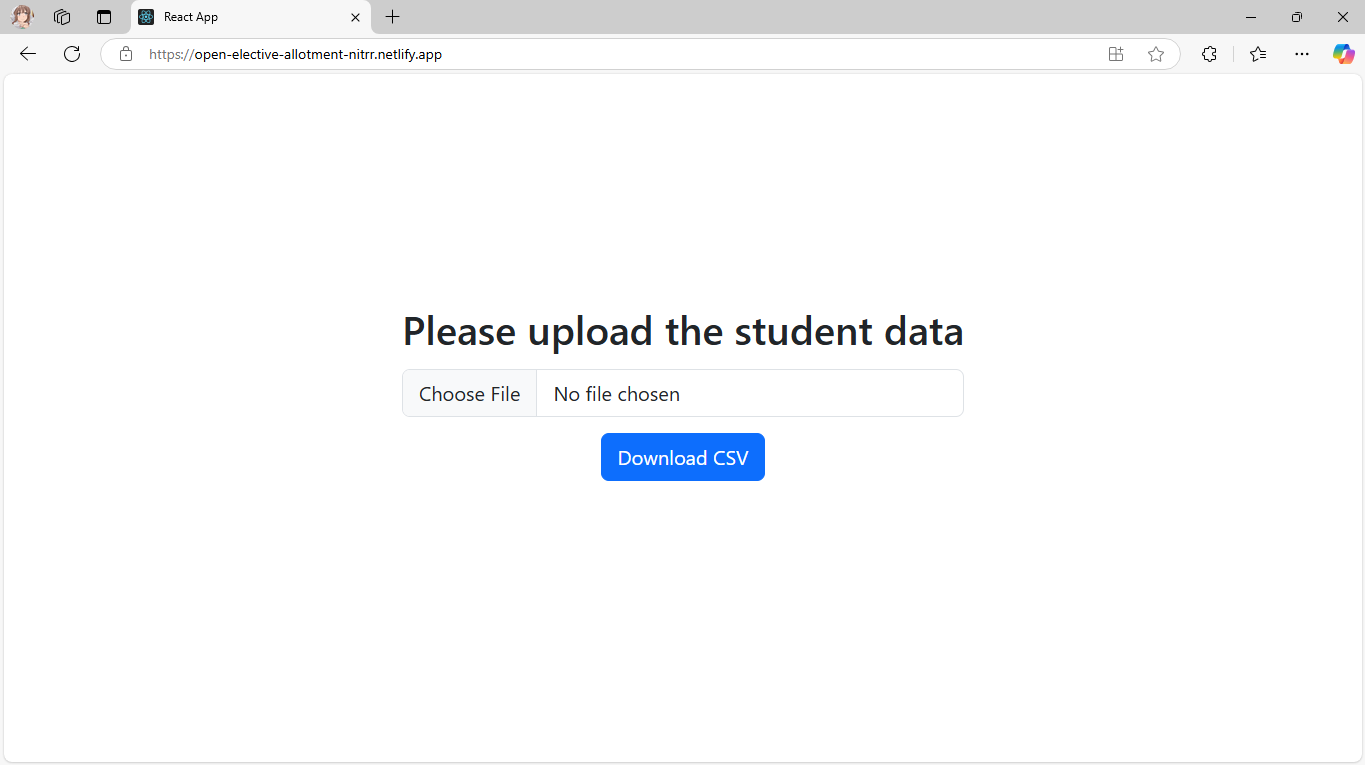 React App
https://open-elective-allotment-nitrr.netlify.app
Please upload the student data
Choose File No file chosen
Download CSV